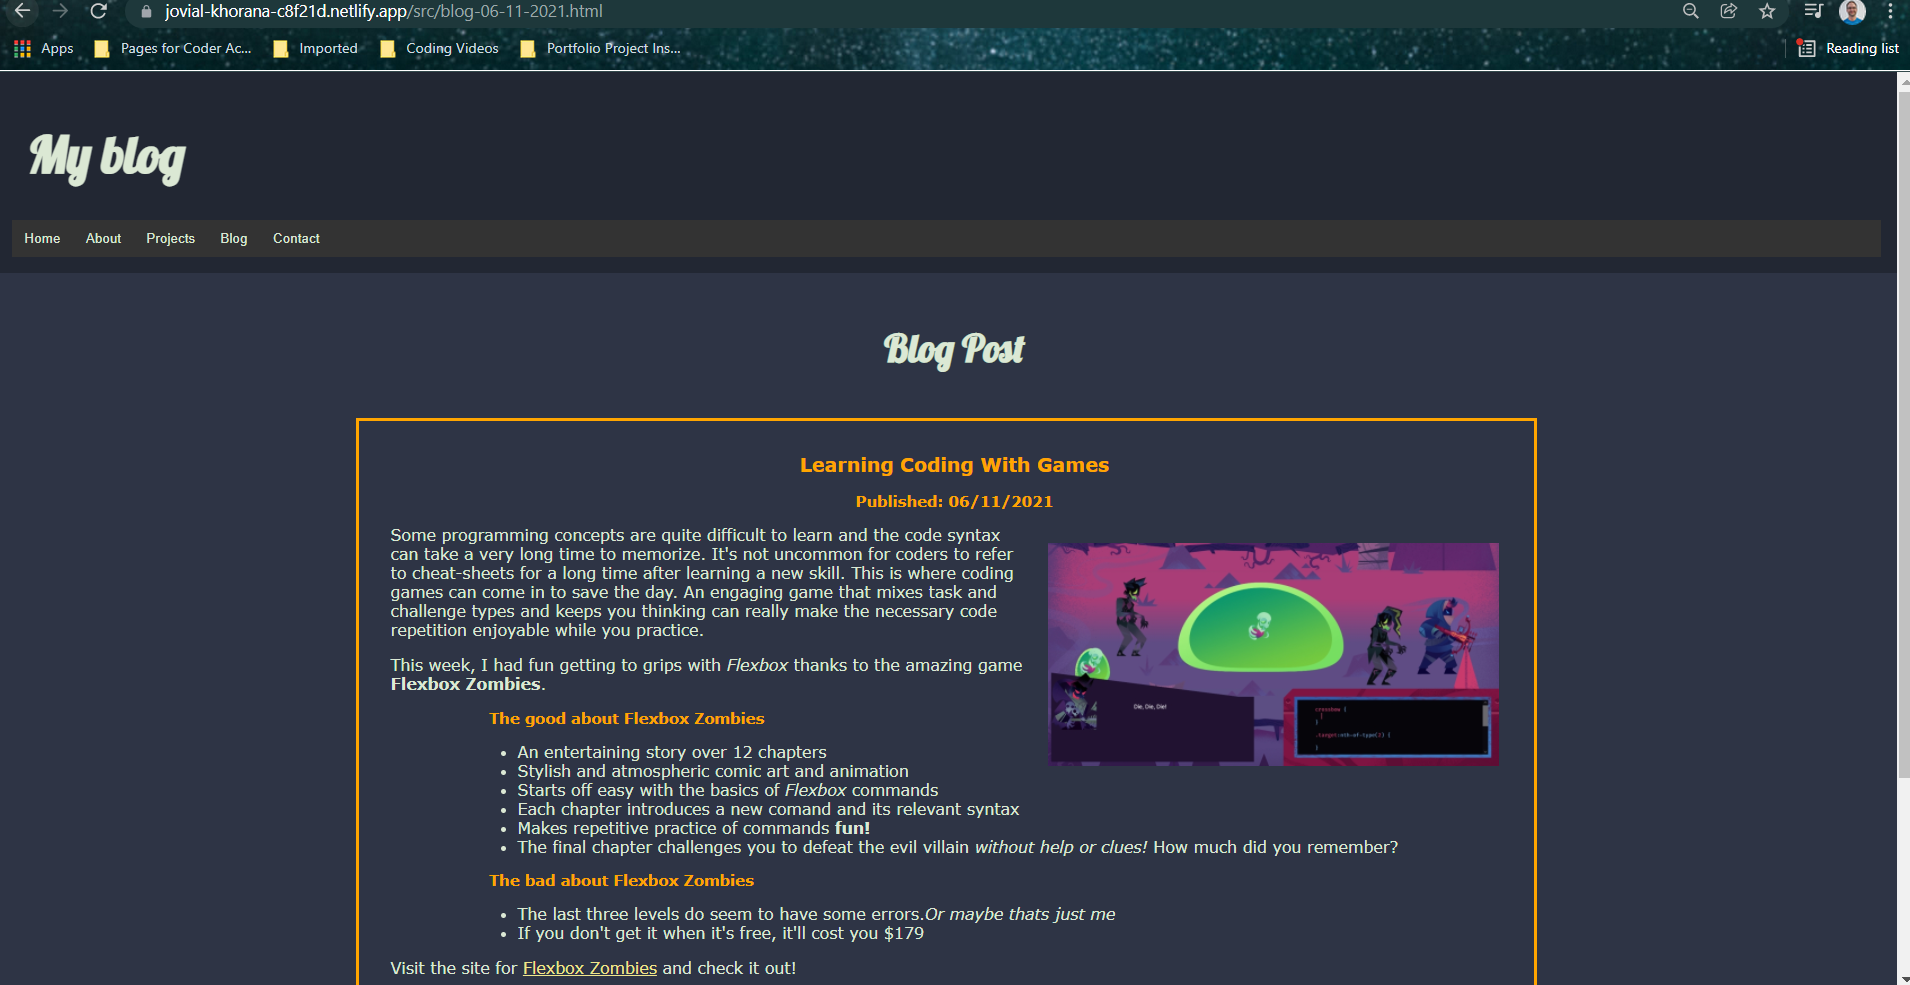 jovial-khorana-c8f21d.netlify.app/src/blog-06-11-2021.html
Apps
Pages for Coder Ac...
Imported
Coding Videos
Portfolio Project Ins...
Reading list
My blog
Home
About
Projects
Blog
Contact
Blog Post
Learning Coding With Games
Published: 06/11/2021
Some programming concepts are quite difficult to learn and the code syntax
can take a very long time to memorize. It's not uncommon for coders to refer
to cheat-sheets for a long time after learning a new skill. This is where coding
games can come in to save the day. An engaging game that mixes task and
challenge types and keeps you thinking can really make the necessary code
repetition enjoyable while you practice.
This week, I had fun getting to grips with Flexbox thanks to the amazing game
Flexbox Zombies.
Die, Die, Die!
crossbow {
}
.target:nth-of-type(2) {
}
The good about Flexbox Zombies
• An entertaining story over 12 chapters
• Stylish and atmospheric comic art and animation
• Starts off easy with the basics of Flexbox commands
• Each chapter introduces a new comand and its relevant syntax
• Makes repetitive practice of commands fun!
• The final chapter challenges you to defeat the evil villain without help or clues! How much did you remember?
The bad about Flexbox Zombies
• The last three levels do seem to have some errors.Or maybe thats just me
• If you don't get it when it's free, it'll cost you $179
Visit the site for Flexbox Zombies and check it out!